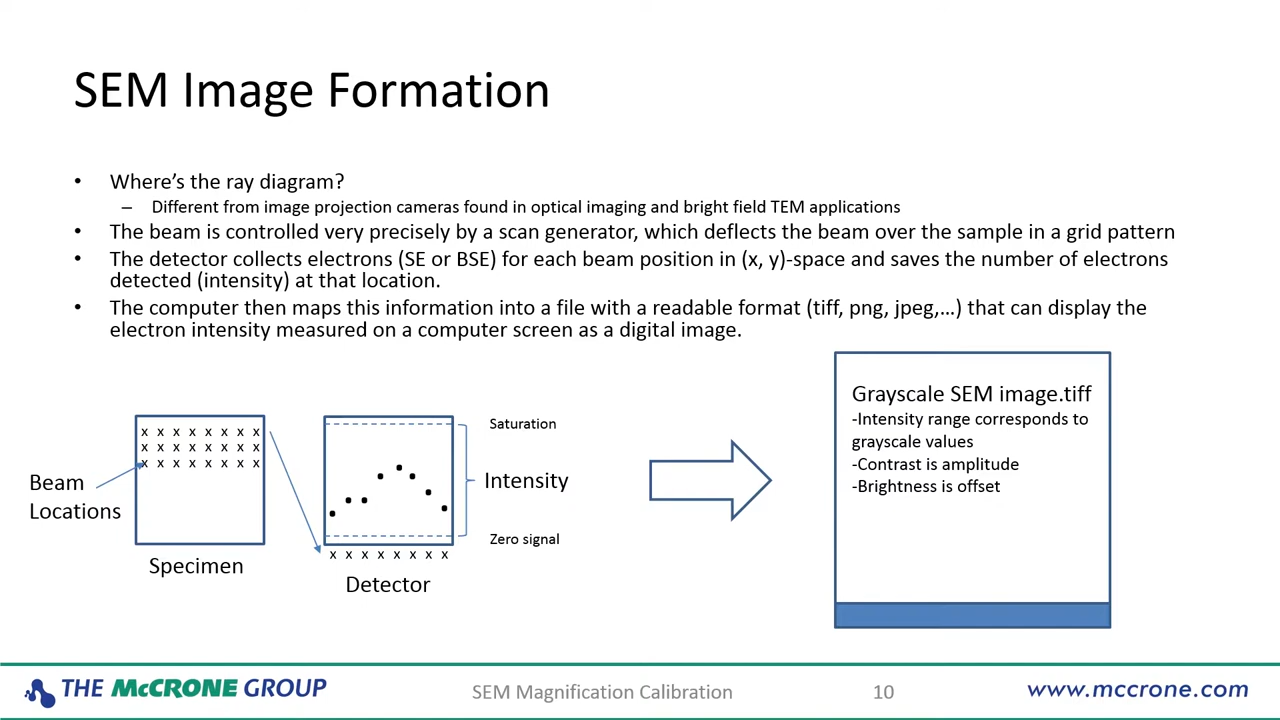 SEM Image Formation
• Where's the ray diagram?
– Different from image projection cameras found in optical imaging and bright field TEM applications
• The beam is controlled very precisely by a scan generator, which deflects the beam over the sample in a grid pattern
• The detector collects electrons (SE or BSE) for each beam position in (x, y)-space and saves the number of electrons
detected (intensity) at that location.
• The computer then maps this information into a file with a readable format (tiff, png, jpeg,...) that can display the
electron intensity measured on a computer screen as a digital image.
x x x x x x x x
x x x x x x x x
x x x x x x x x
Beam
Locations
Specimen
Saturation
Intensity
Zero signal
x x x x x x x x
Detector
Grayscale SEM image.tiff
-Intensity range corresponds to
grayscale values
-Contrast is amplitude
-Brightness is offset
THE McCRONE GROUP
SEM Magnification Calibration
10
www.mccrone.com